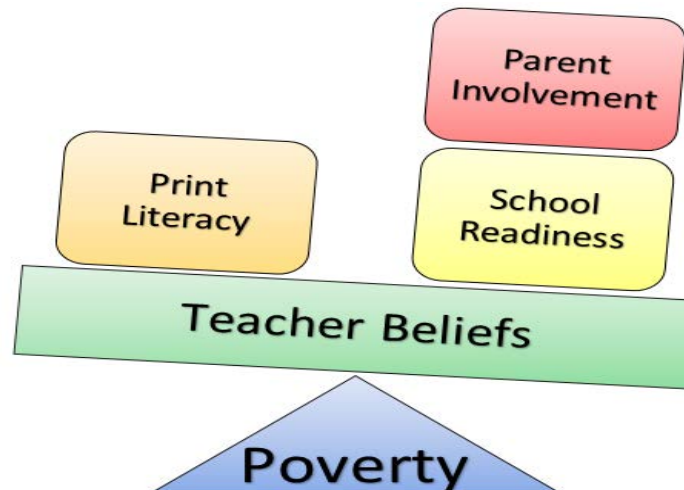 Parent
Involvement
Print
Literacy
School
Readiness
Teacher Beliefs
Poverty